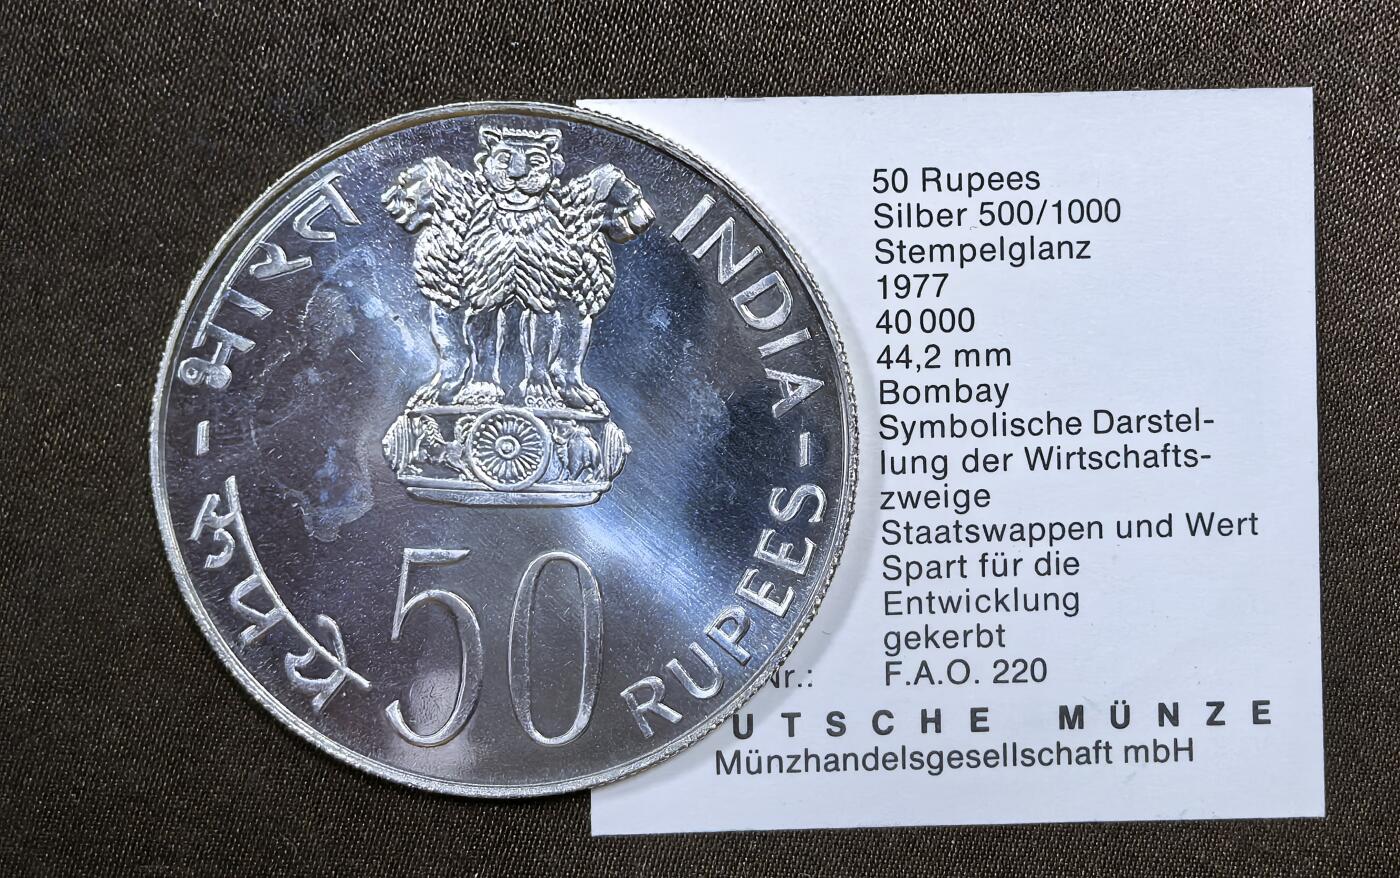 भारत
INDIA
रुपये
RUPEES
50
50 Rupees
Silber 500/1000
Stempelglanz
1977
40 000
44,2 mm
Bombay
Symbolische Darstel-
lung der Wirtschafts-
zweige
Staatswappen und Wert
Spart für die
Entwicklung
gekerbt
Nr.: F.A.O. 220
UTSCHE MÜNZE
Münzhandelsgesellschaft mbH